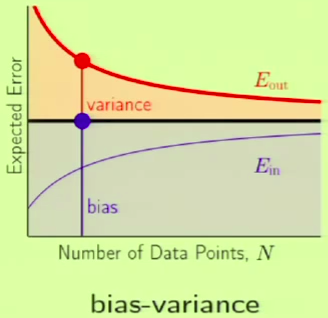 Expected Error
E_out
variance
E_in
bias
Number of Data Points, N
bias-variance